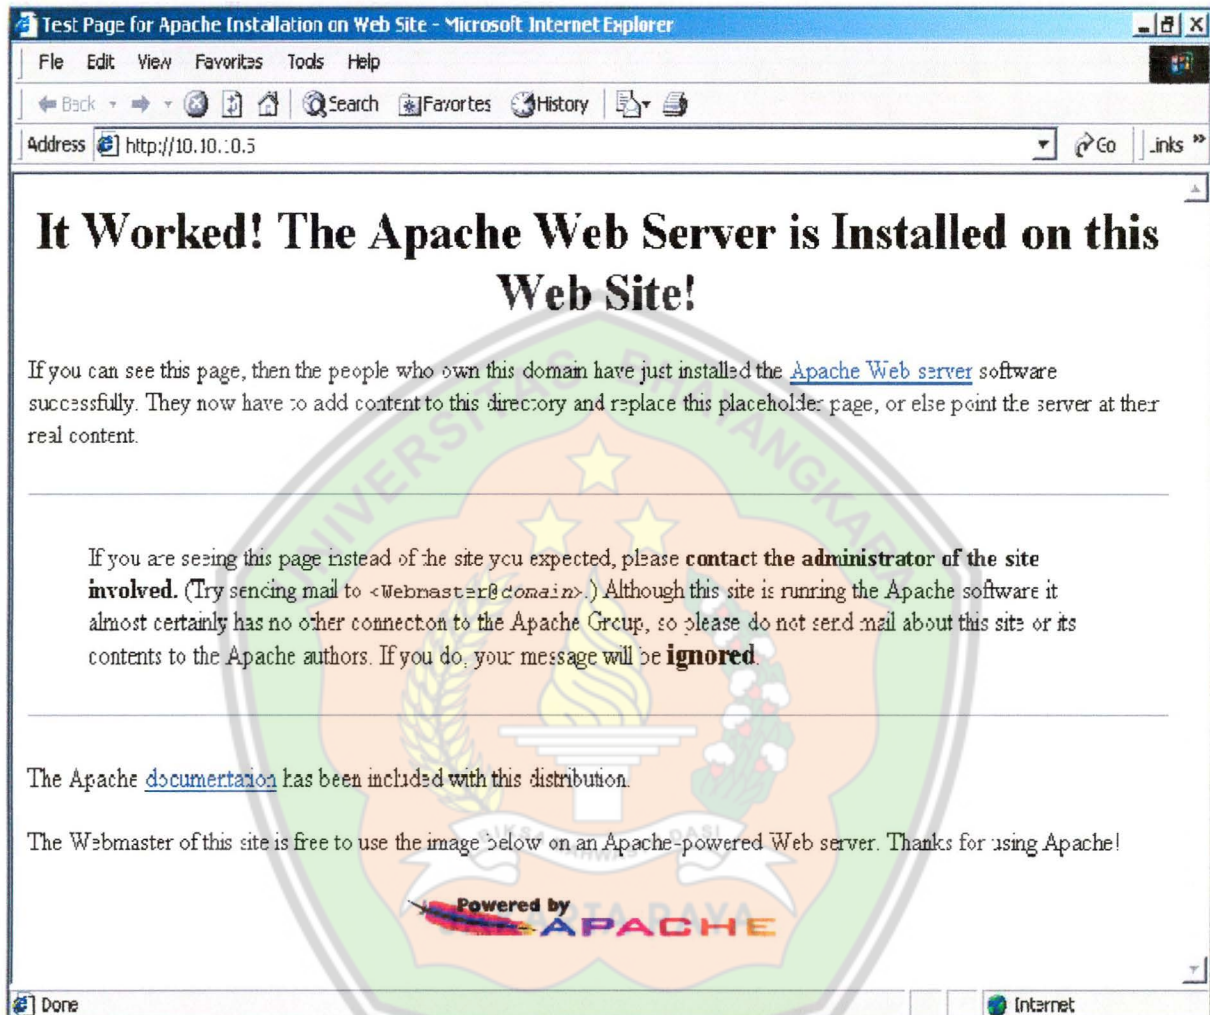 Test Page for Apache Installation on Web Site - Microsoft Internet Explorer
File Edit View Favorites Tools Help
Back Search Favorites History
Address http://10.10.10.5 Go Links »
It Worked! The Apache Web Server is Installed on this
Web Site!
If you can see this page, then the people who own this domain have just installed the Apache Web server software
successfully. They now have to add content to this directory and replace this placeholder page, or else point the server at their
real content.
If you are seeing this page instead of the site you expected, please contact the administrator of the site
involved. (Try sending mail to <Webmaster@domain>.) Although this site is running the Apache software it
almost certainly has no other connection to the Apache Group, so please do not send mail about this site or its
contents to the Apache authors. If you do, your message will be ignored.
The Apache documentation has been included with this distribution.
The Webmaster of this site is free to use the image below on an Apache-powered Web server. Thanks for using Apache!
Powered by
APACHE
Done Internet
UNIVERSITAS BHAYANGKARA
JAKARTA RAYA